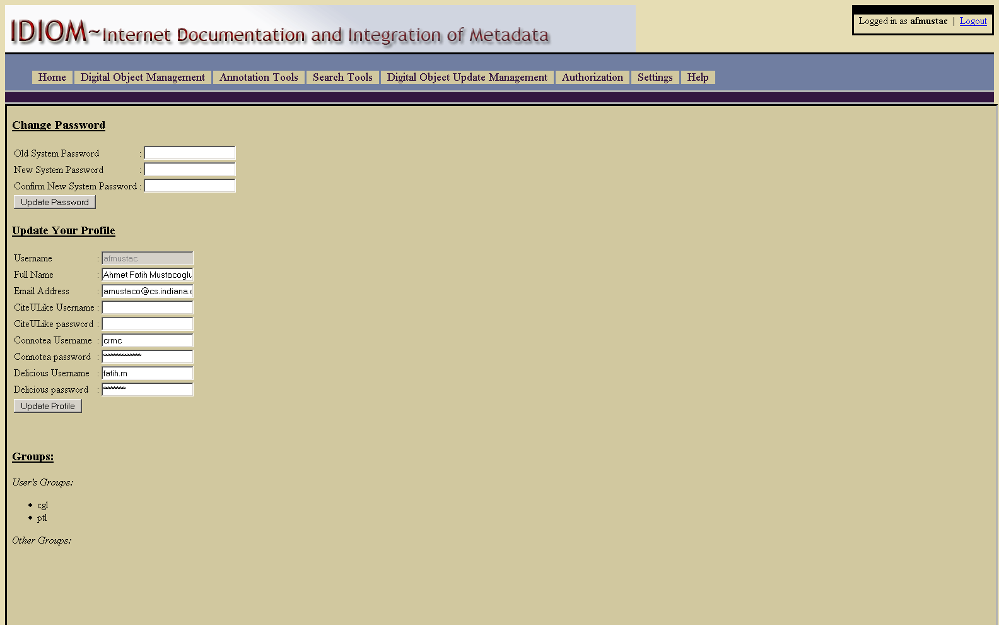 IDIOM~Internet Documentation and Integration of Metadata
Logged in as afmustac | Logout
Home Digital Object Management Annotation Tools Search Tools Digital Object Update Management Authorization Settings Help
Change Password
Old System Password :
New System Password :
Confirm New System Password :
Update Password
Update Your Profile
Username : afmustac
Full Name : Ahmet Fatih Mustacoglu
Email Address : amustaco@cs.indiana.e
CiteULike Username :
CiteULike password :
Connotea Username : crmc
Connotea password : *************
Delicious Username : fatih.m
Delicious password : ********
Update Profile
Groups:
User's Groups:
• cgl
• ptl
Other Groups: